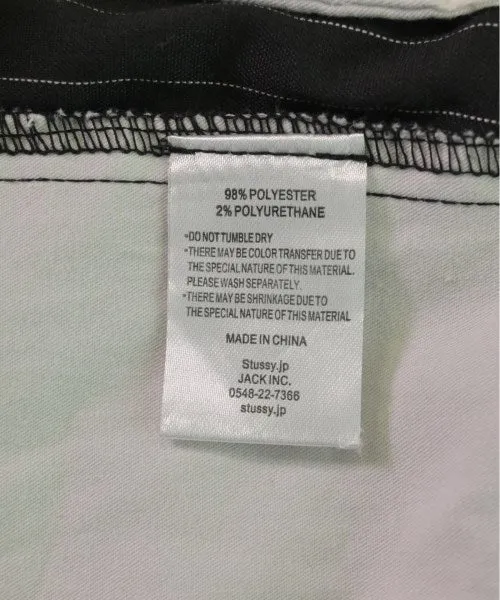 98% POLYESTER
2% POLYURETHANE
*DO NOT TUMBLE DRY
*THERE MAY BE COLOR TRANSFER DUE TO
THE SPECIAL NATURE OF THIS MATERIAL.
PLEASE WASH SEPARATELY.
*THERE MAY BE SHRINKAGE DUE TO
THE SPECIAL NATURE OF THIS MATERIAL
MADE IN CHINA
Stussy.jp
JACK INC.
0548-22-7366
stussy.jp